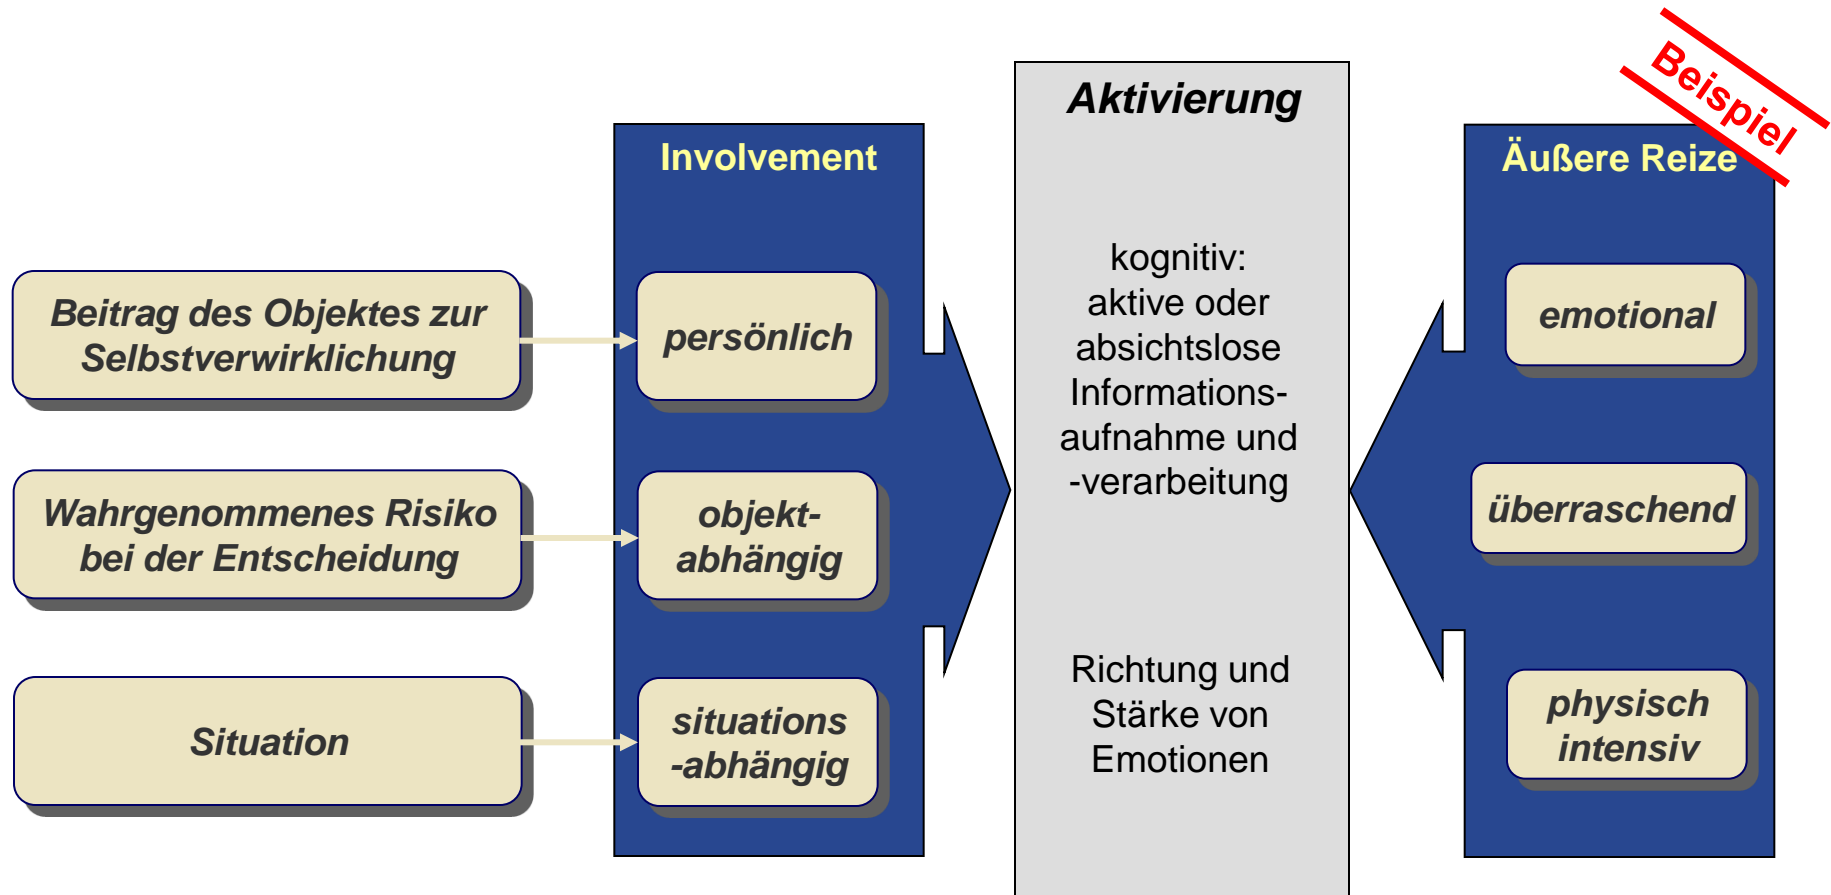 Beispiel
Aktivierung
Involvement
Äußere Reize
Beitrag des Objektes zur
Selbstverwirklichung
persönlich
Wahrgenommenes Risiko
bei der Entscheidung
objekt-
abhängig
Situation
situations
-abhängig
kognitiv:
aktive oder
absichtslose
Informations-
aufnahme und
-verarbeitung
Richtung und
Stärke von
Emotionen
emotional
überraschend
physisch
intensiv